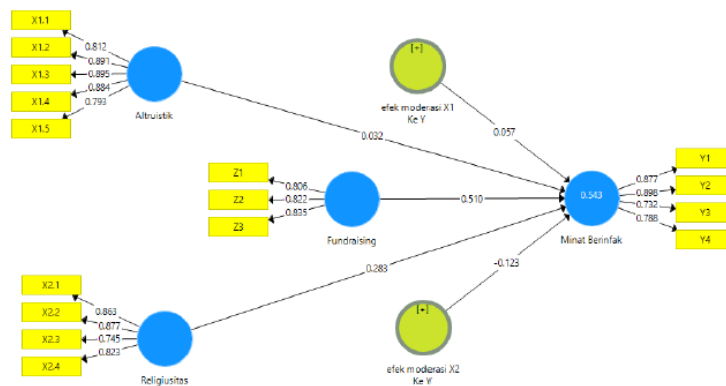 X1.1
X1.2
X1.3
X1.4
X1.5
0.812
0.891
0.895
0.884
0.793
Altruistik
[+]
efek moderasi X1
Ke Y
0.057
0.032
Z1
Z2
Z3
0.806
0.822
0.835
Fundraising
0.510
0.543
Minat Berinfak
0.877
0.898
0.732
0.788
Y1
Y2
Y3
Y4
X2.1
X2.2
X2.3
X2.4
0.863
0.877
0.745
0.823
Religiusitas
0.283
-0.123
[+]
efek moderasi X2
Ke Y